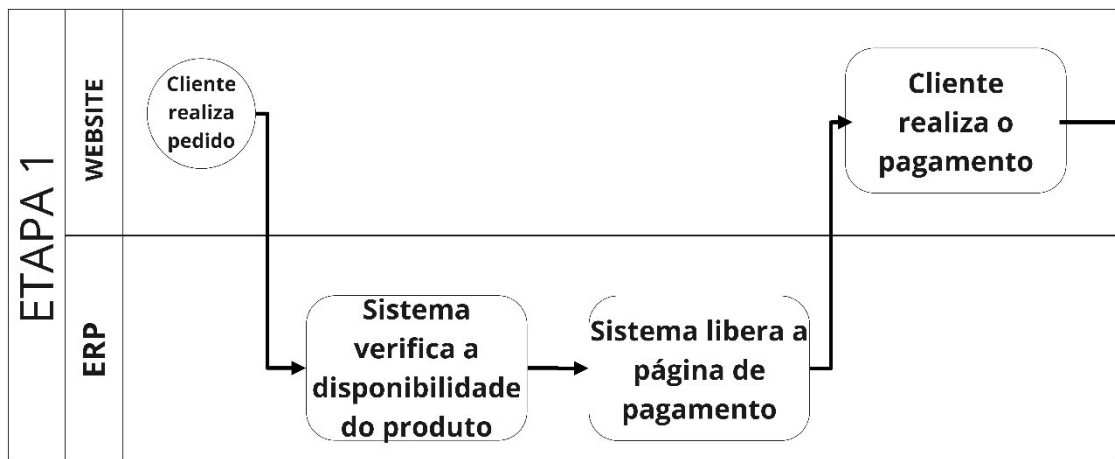 ETAPA 1
WEBSITE
Cliente
realiza
pedido
Cliente
realiza o
pagamento
ERP
Sistema
verifica a
disponibilidade
do produto
Sistema libera a
página de
pagamento